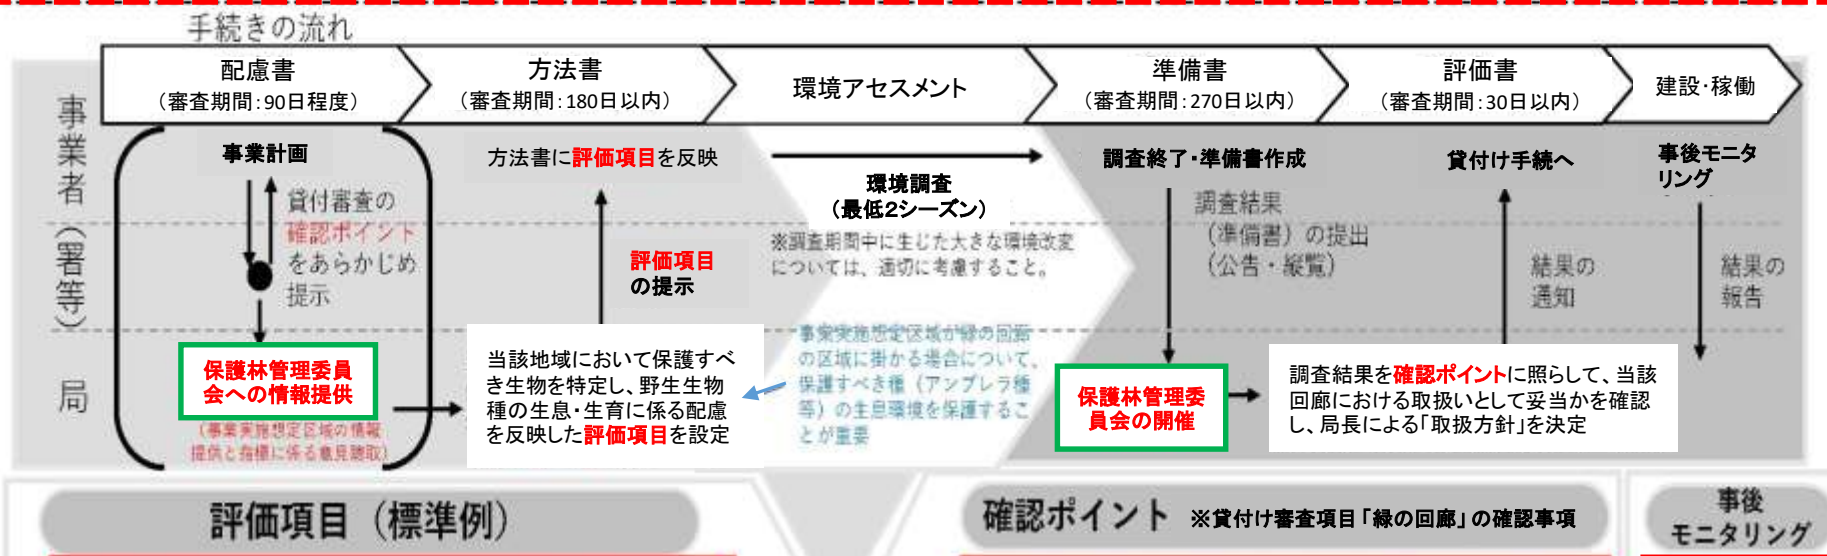 手続きの流れ
配慮書
（審査期間：90日程度）
方法書
（審査期間：180日以内）
環境アセスメント
準備書
（審査期間：270日以内）
評価書
（審査期間：30日以内）
建設・稼働
事業者（署等）
局
事業計画
貸付審査の
確認ポイント
をあらかじめ
提示
保護林管理委員
会への情報提供
（事業実施想定区域の情報
提供と指標に係る意見聴取）
方法書に評価項目を反映
評価項目
の提示
当該地域において保護すべ
き生物を特定し、野生生物
種の生息・生育に係る配慮
を反映した評価項目を設定
環境調査
（最低2シーズン）
※調査期間中に生じた大きな環境改変
については、適切に考慮すること。
事業実施想定区域が緑の回廊
の区域に掛かる場合について、
保護すべき種（アンブレラ種
等）の生息環境を保護するこ
とが重要
調査終了・準備書作成
調査結果
（準備書）の提出
（公告・縦覧）
保護林管理委
員会の開催
貸付け手続へ
結果の
通知
調査結果を確認ポイントに照らして、当該
回廊における取扱いとして妥当かを確認
し、局長による「取扱方針」を決定
事後モニタ
リング
結果の
報告
評価項目（標準例）
確認ポイント ※貸付け審査項目「緑の回廊」の確認事項
事後
モニタリング